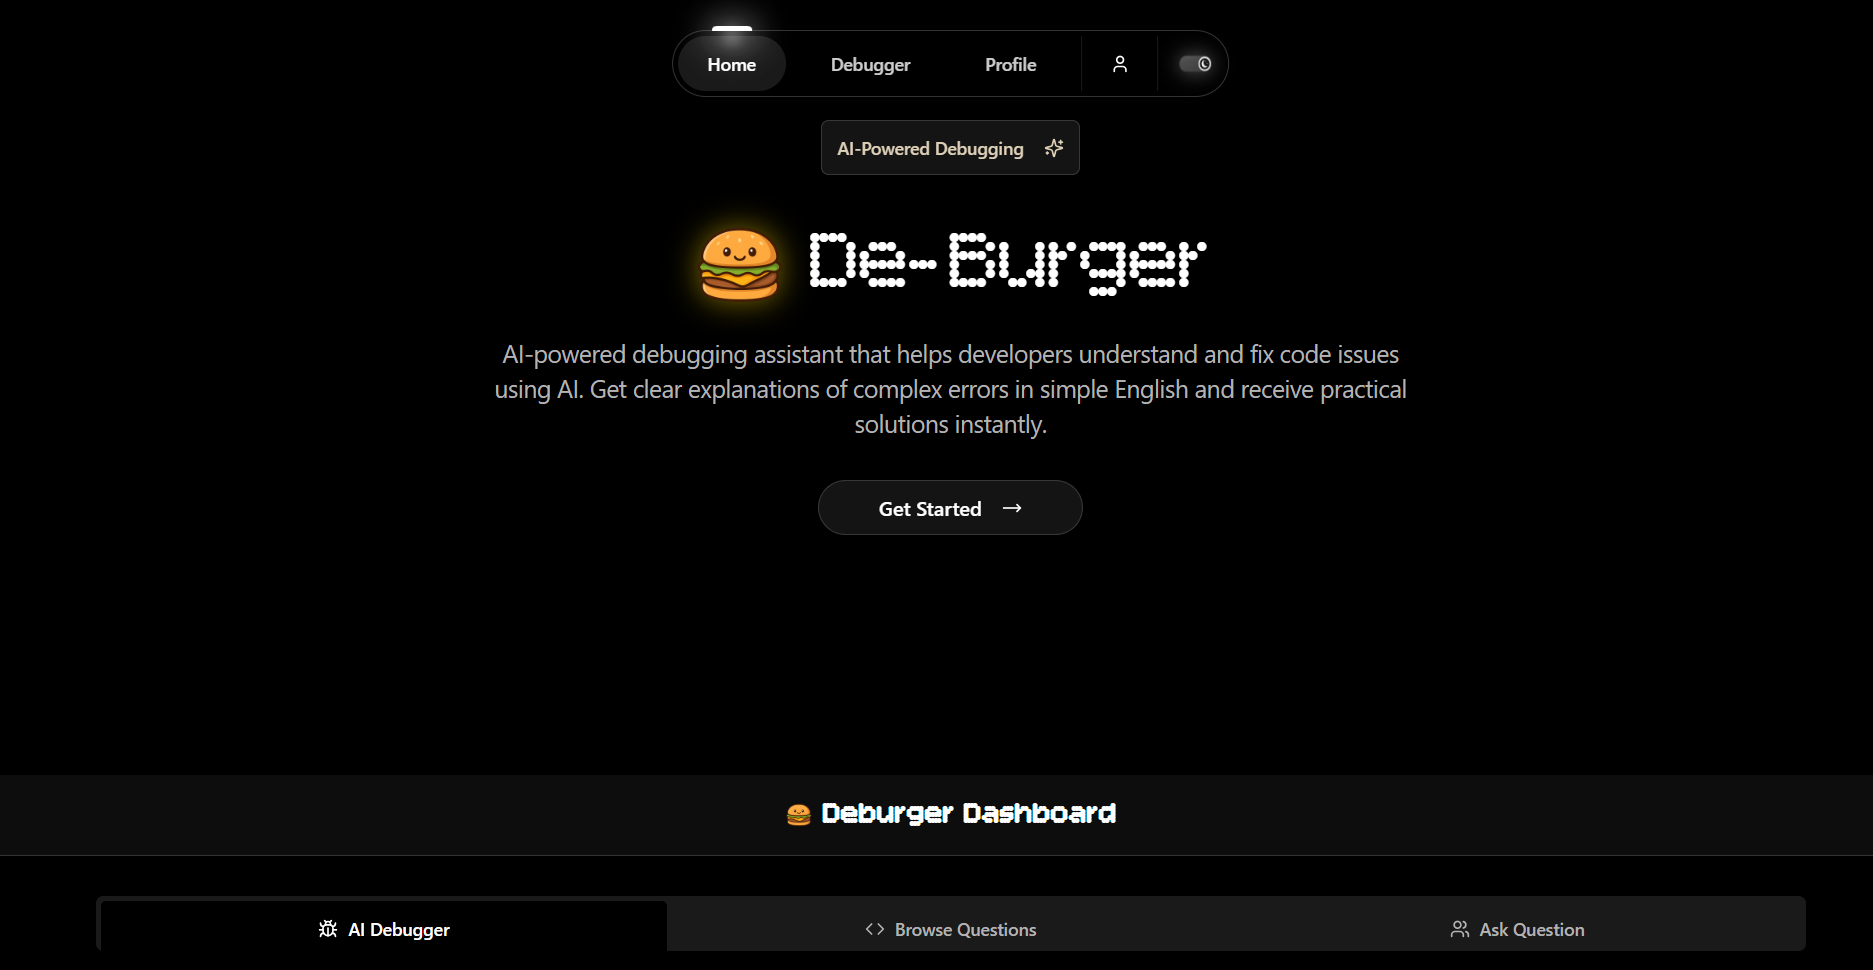 Home
Debugger
Profile
AI-Powered Debugging
De-Burger
AI-powered debugging assistant that helps developers understand and fix code issues
using AI. Get clear explanations of complex errors in simple English and receive practical
solutions instantly.
Get Started
Deburger Dashboard
AI Debugger
Browse Questions
Ask Question